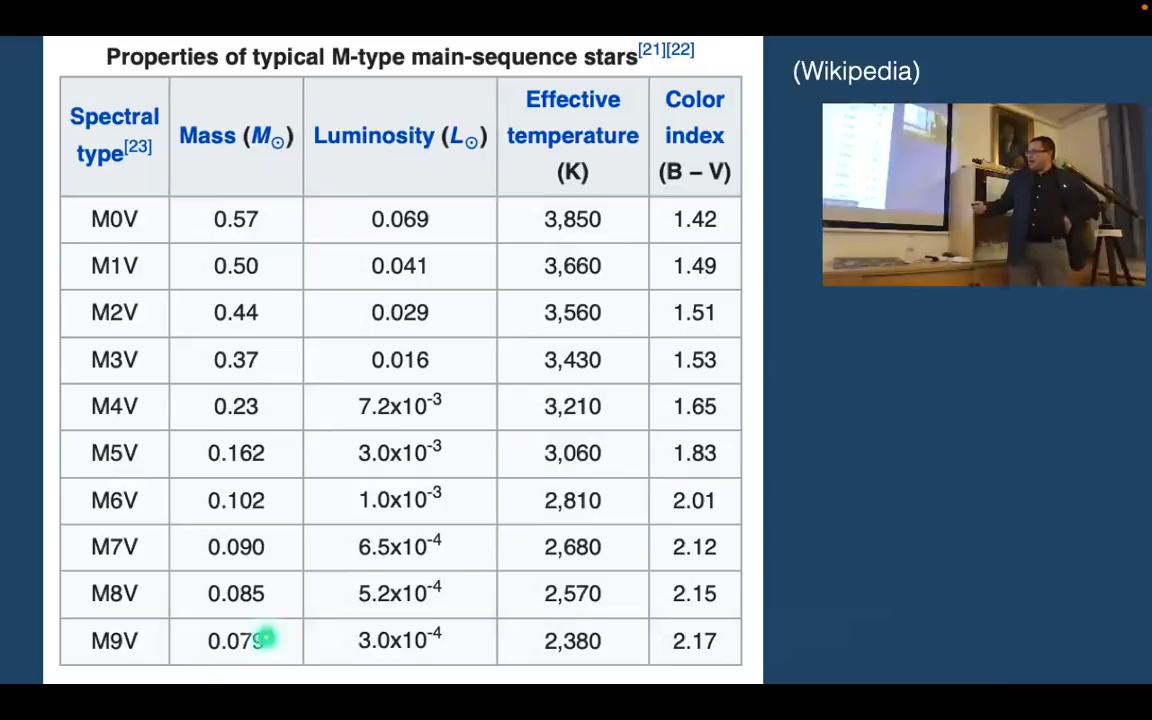 Properties of typical M-type main-sequence stars[21][22]
Spectral type[23] Mass (M☉) Luminosity (L☉) Effective temperature (K) Color index (B − V)
M0V 0.57 0.069 3,850 1.42
M1V 0.50 0.041 3,660 1.49
M2V 0.44 0.029 3,560 1.51
M3V 0.37 0.016 3,430 1.53
M4V 0.23 7.2x10⁻³ 3,210 1.65
M5V 0.162 3.0x10⁻³ 3,060 1.83
M6V 0.102 1.0x10⁻³ 2,810 2.01
M7V 0.090 6.5x10⁻⁴ 2,680 2.12
M8V 0.085 5.2x10⁻⁴ 2,570 2.15
M9V 0.079 3.0x10⁻⁴ 2,380 2.17
(Wikipedia)